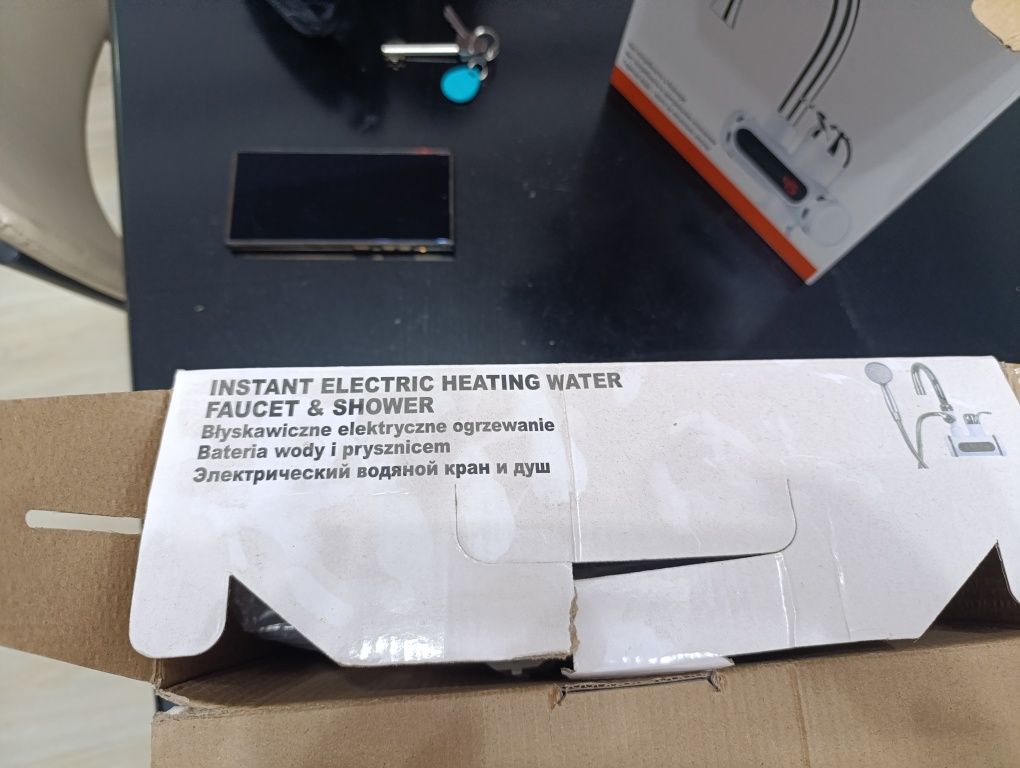 INSTANT ELECTRIC HEATING WATER
FAUCET & SHOWER
Błyskawiczne elektryczne ogrzewanie
Bateria wody i prysznicem
Электрический водяной кран и душ